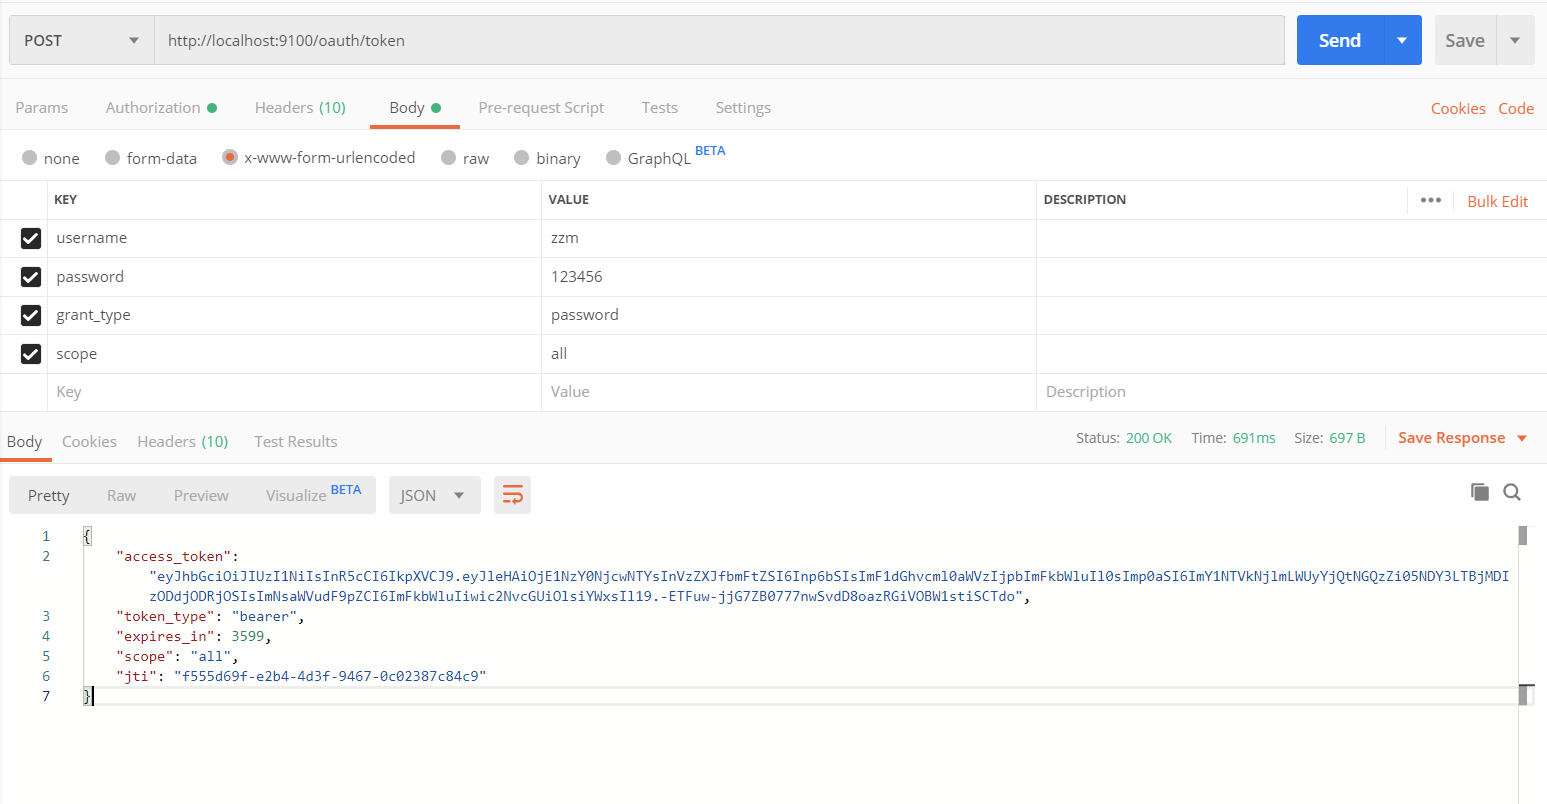 POST http://localhost:9100/oauth/token Send Save
Params Authorization Headers (10) Body Pre-request Script Tests Settings Cookies Code
none form-data x-www-form-urlencoded raw binary GraphQL BETA
KEY VALUE DESCRIPTION ••• Bulk Edit
username zzm
password 123456
grant_type password
scope all
Key Value Description
Body Cookies Headers (10) Test Results Status: 200 OK Time: 691ms Size: 697 B Save Response
Pretty Raw Preview Visualize BETA JSON
1 {
2 "access_token":
"eyJhbGciOiJIUzI1NiIsInR5cCI6IkpXVCJ9.eyJleHAiOjE1NzY0NjcwNTYsInVzZXJfbmFtZSI6Inp6bSIsImF1dGhvcml0aWVzIjpbImFkbWluIl0sImp0aSI6ImY1NTVkNjlmLWUyYjQtNGQzZi05NDY3LTBjMDI
zODdjODRjOSIsImNsaWVudF9pZCI6ImFkbWluIiwic2NvcGUiOlsiYWxsIl19.-ETFuw-jjG7ZB0777nwSvdD8oazRGiVOBW1stiSCTdo",
3 "token_type": "bearer",
4 "expires_in": 3599,
5 "scope": "all",
6 "jti": "f555d69f-e2b4-4d3f-9467-0c02387c84c9"
7 }